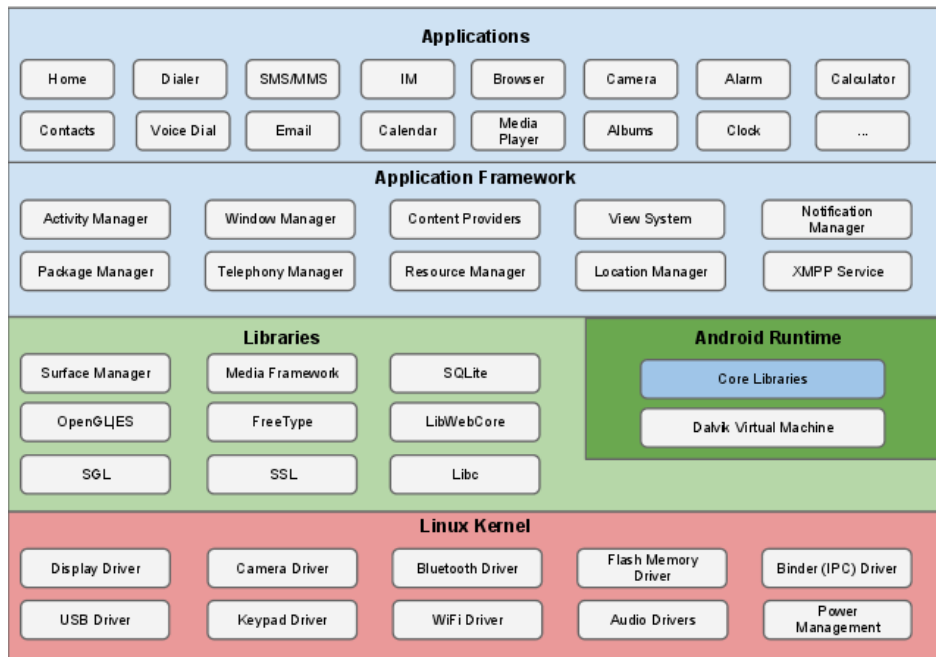 Applications
Home
Dialer
SMS/MMS
IM
Browser
Camera
Alarm
Calculator
Contacts
Voice Dial
Email
Calendar
Media
Player
Albums
Clock
...
Application Framework
Activity Manager
Window Manager
Content Providers
View System
Notification
Manager
Package Manager
Telephony Manager
Resource Manager
Location Manager
XMPP Service
Libraries
Surface Manager
Media Framework
SQLite
OpenGL|ES
FreeType
LibWebCore
SGL
SSL
Libc
Android Runtime
Core Libraries
Dalvik Virtual Machine
Linux Kernel
Display Driver
Camera Driver
Bluetooth Driver
Flash Memory
Driver
Binder (IPC) Driver
USB Driver
Keypad Driver
WiFi Driver
Audio Drivers
Power
Management